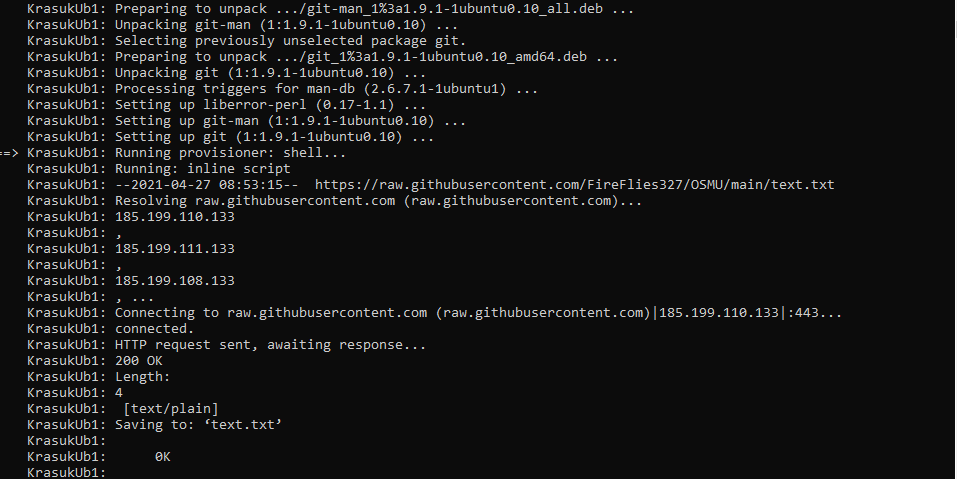 KrasukUb1: Preparing to unpack .../git-man_1%3a1.9.1-1ubuntu0.10_all.deb ...
KrasukUb1: Unpacking git-man (1:1.9.1-1ubuntu0.10) ...
KrasukUb1: Selecting previously unselected package git.
KrasukUb1: Preparing to unpack .../git_1%3a1.9.1-1ubuntu0.10_amd64.deb ...
KrasukUb1: Unpacking git (1:1.9.1-1ubuntu0.10) ...
KrasukUb1: Processing triggers for man-db (2.6.7.1-1ubuntu1) ...
KrasukUb1: Setting up liberror-perl (0.17-1.1) ...
KrasukUb1: Setting up git-man (1:1.9.1-1ubuntu0.10) ...
KrasukUb1: Setting up git (1:1.9.1-1ubuntu0.10) ...
==> KrasukUb1: Running provisioner: shell...
KrasukUb1: Running: inline script
KrasukUb1: --2021-04-27 08:53:15--  https://raw.githubusercontent.com/FireFlies327/OSMU/main/text.txt
KrasukUb1: Resolving raw.githubusercontent.com (raw.githubusercontent.com)...
KrasukUb1: 185.199.110.133
KrasukUb1: ,
KrasukUb1: 185.199.111.133
KrasukUb1: ,
KrasukUb1: 185.199.108.133
KrasukUb1: , ...
KrasukUb1: Connecting to raw.githubusercontent.com (raw.githubusercontent.com)|185.199.110.133|:443...
KrasukUb1: connected.
KrasukUb1: HTTP request sent, awaiting response...
KrasukUb1: 200 OK
KrasukUb1: Length:
KrasukUb1: 4
KrasukUb1:  [text/plain]
KrasukUb1: Saving to: ‘text.txt’
KrasukUb1:
KrasukUb1:      0K
KrasukUb1: